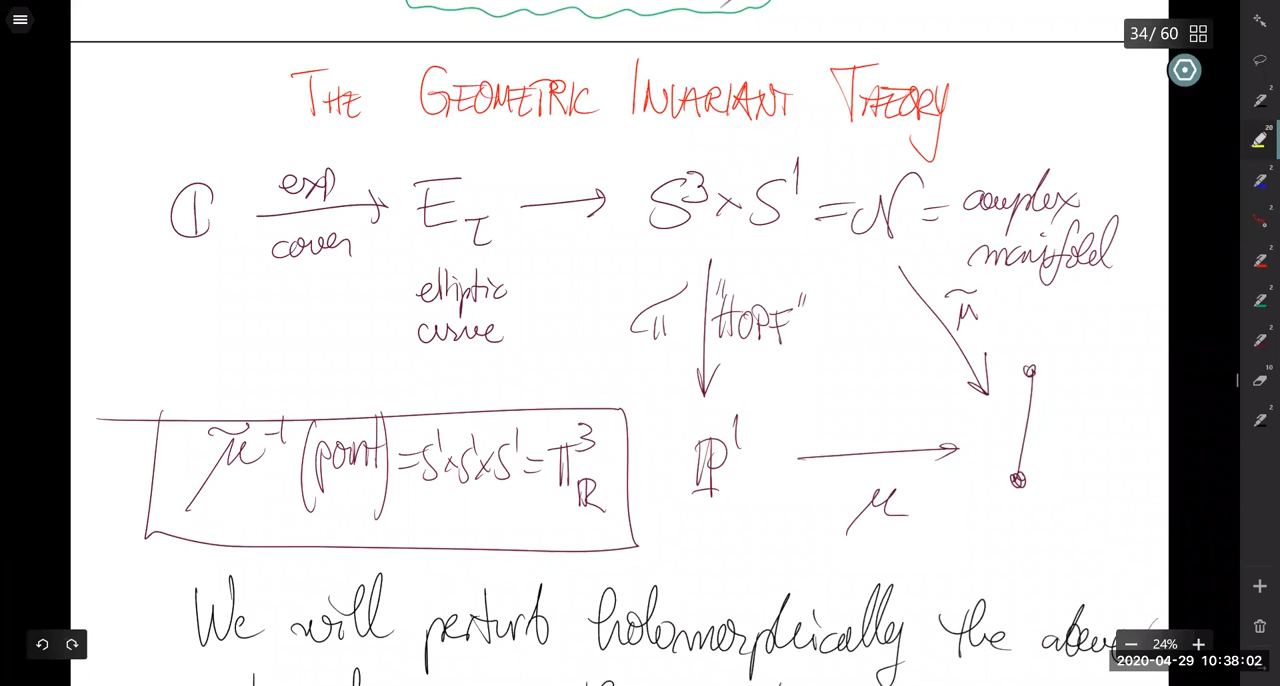 34/60
THE GEOMETRIC INVARIANT THEORY
ℂ exp cover → E_τ → S³ × S¹ = N = complex manifold
elliptic curve
π "HOPF"
μ̃
μ̃⁻¹ (point) = S¹×S¹×S¹ = 𝕋³_ℝ
ℙ¹
μ
We will perturb holomorphically the above
24%
2020-04-29 10:38:02